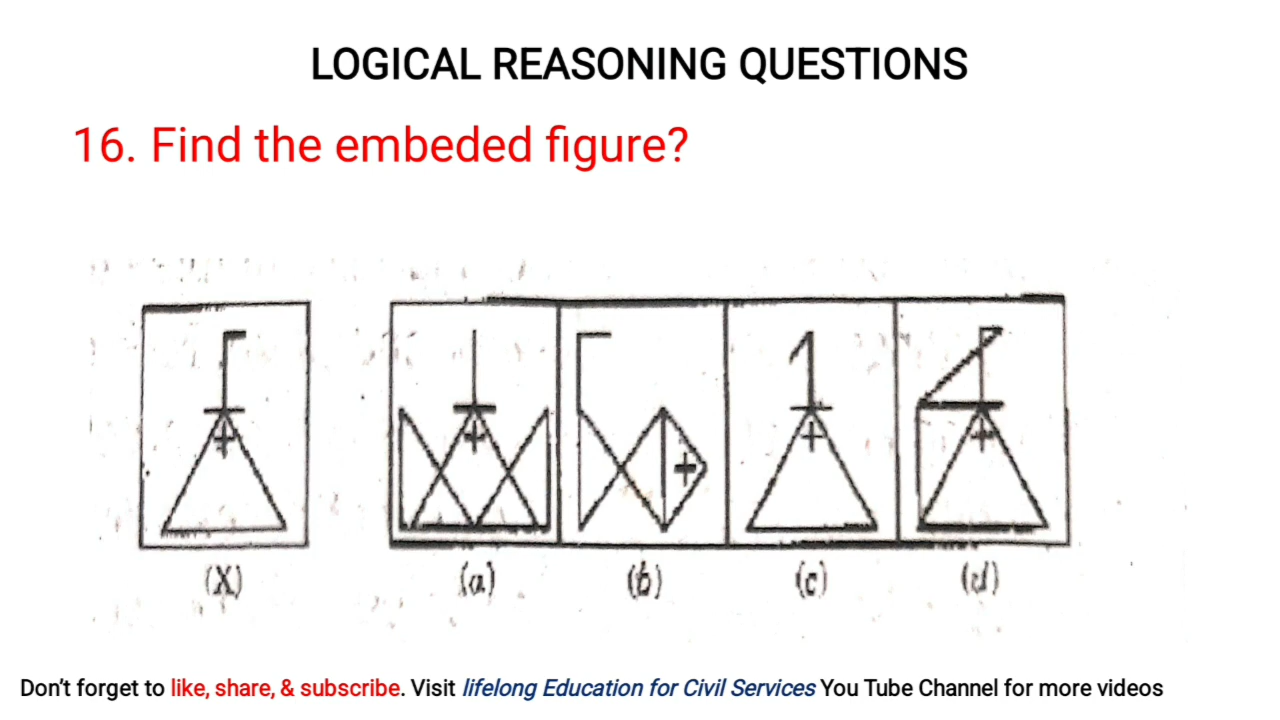 LOGICAL REASONING QUESTIONS
16. Find the embeded figure?
(X) (a) (b) (c) (d)
Don't forget to like, share, & subscribe. Visit lifelong Education for Civil Services You Tube Channel for more videos